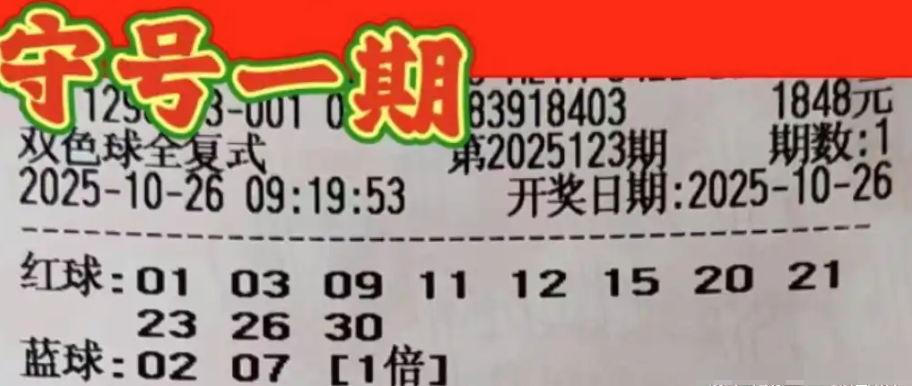 守号一期
83918403 1848元
双色球全复式 第2025123期 期数:1
2025-10-26 09:19:53 开奖日期:2025-10-26
红球:01 03 09 11 12 15 20 21
23 26 30
蓝球:02 07 [1倍]